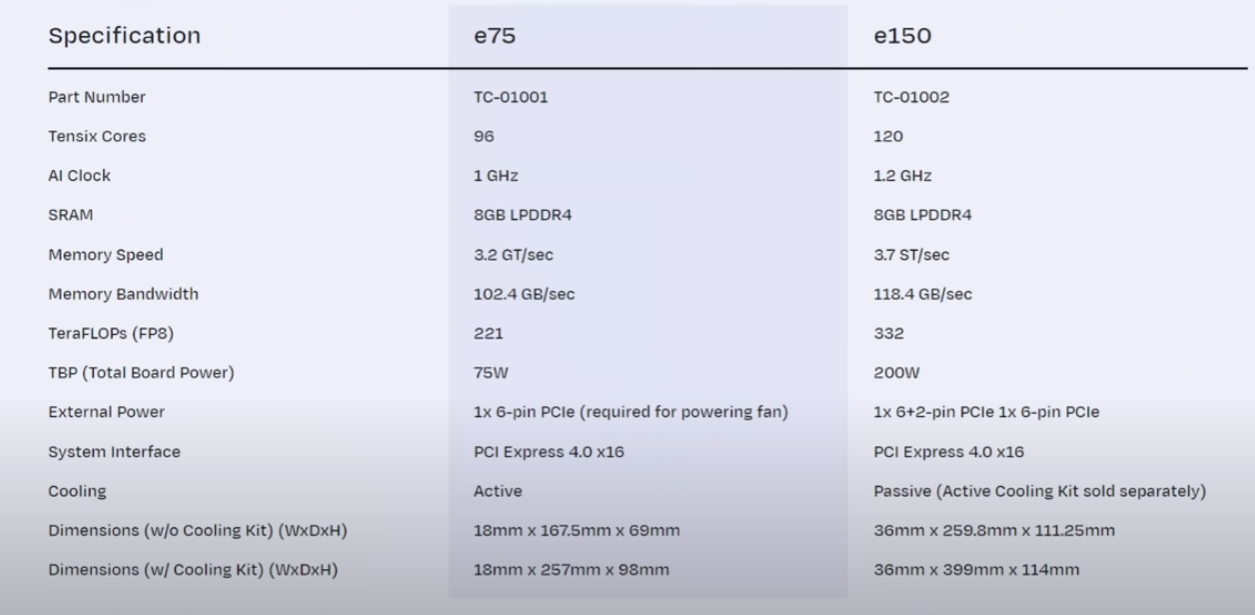 Specification e75 e150
Part Number TC-01001 TC-01002
Tensix Cores 96 120
AI Clock 1 GHz 1.2 GHz
SRAM 8GB LPDDR4 8GB LPDDR4
Memory Speed 3.2 GT/sec 3.7 ST/sec
Memory Bandwidth 102.4 GB/sec 118.4 GB/sec
TeraFLOPs (FP8) 221 332
TBP (Total Board Power) 75W 200W
External Power 1x 6-pin PCIe (required for powering fan) 1x 6+2-pin PCIe 1x 6-pin PCIe
System Interface PCI Express 4.0 x16 PCI Express 4.0 x16
Cooling Active Passive (Active Cooling Kit sold separately)
Dimensions (w/o Cooling Kit) (WxDxH) 18mm x 167.5mm x 69mm 36mm x 259.8mm x 111.25mm
Dimensions (w/ Cooling Kit) (WxDxH) 18mm x 257mm x 98mm 36mm x 399mm x 114mm